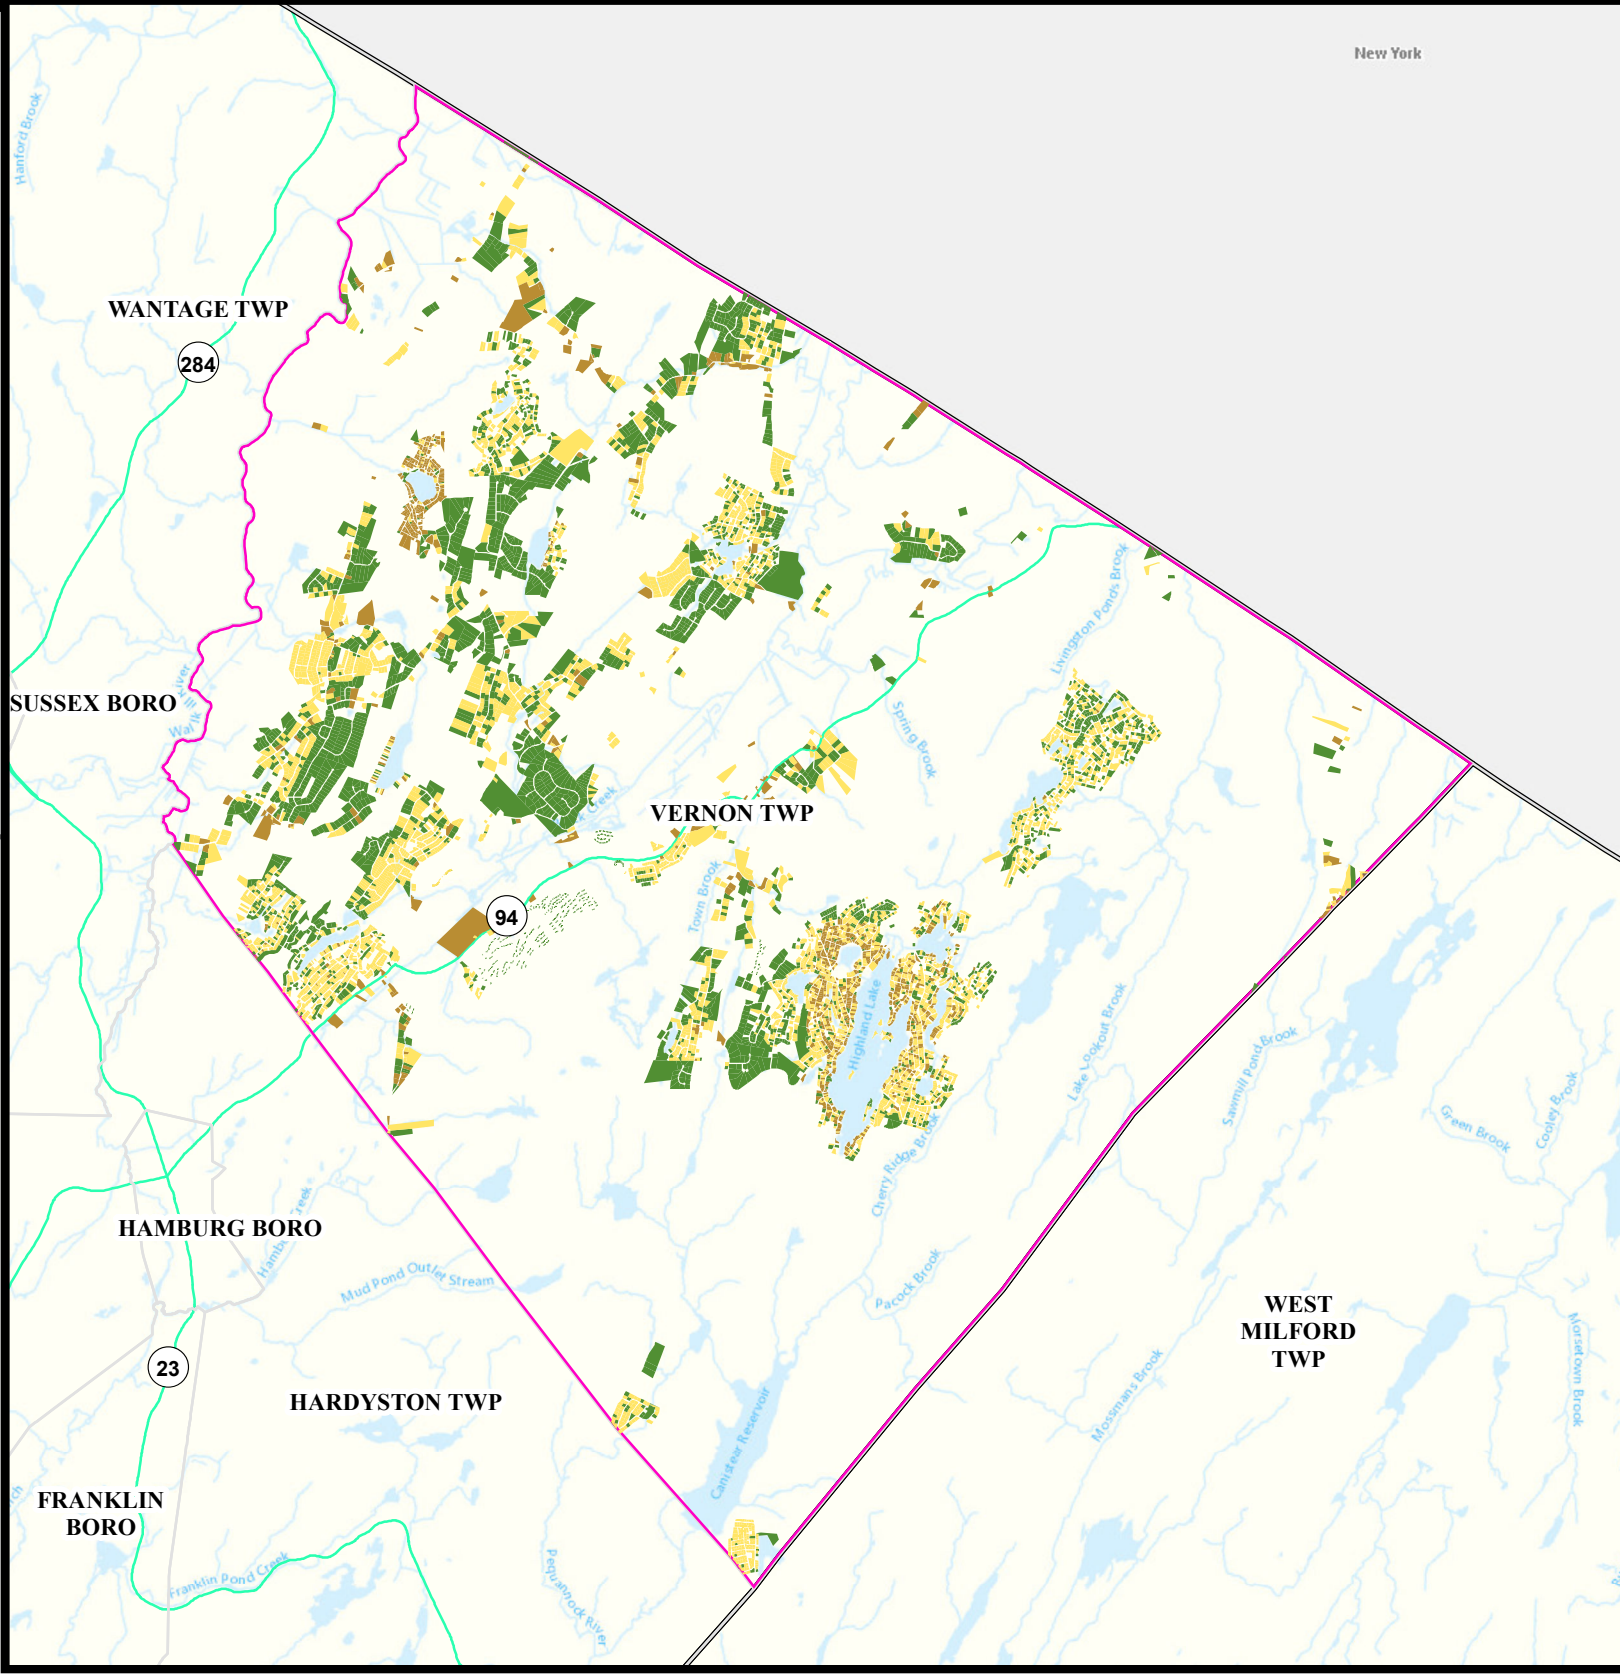 New York
Hanford Brook
WANTAGE TWP
284
Livingston Ponds Brook
SUSSEX BORO
Spring Brook
VERNON TWP
Creek
Town Brook
94
Highland Lake
Lake Lookout Brook
Sawmill Pond Brook
Green Brook
Cooley Brook
Cherry Ridge Brook
HAMBURG BORO
Mud Pond Outlet Stream
Pacock Brook
WEST
MILFORD
TWP
Morsetown Brook
23
Mossmans Brook
HARDYSTON TWP
Canistear Reservoir
FRANKLIN
BORO
Franklin Pond Creek
Pequannock River